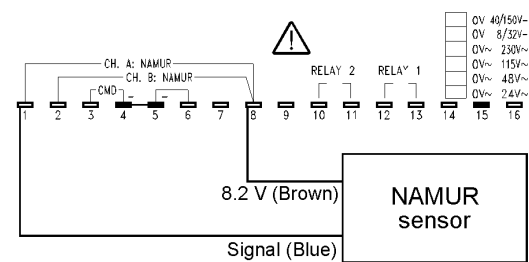 0V 40/150V-
0V 8/32V-
0V~ 230V~
0V~ 115V~
0V~ 48V~
0V~ 24V~
CH. A: NAMUR
CH. B: NAMUR
CMD
RELAY 2
RELAY 1
- -
1 2 3 4 5 6 7 8 9 10 11 12 13 14 15 16
8.2 V (Brown)
NAMUR
sensor
Signal (Blue)